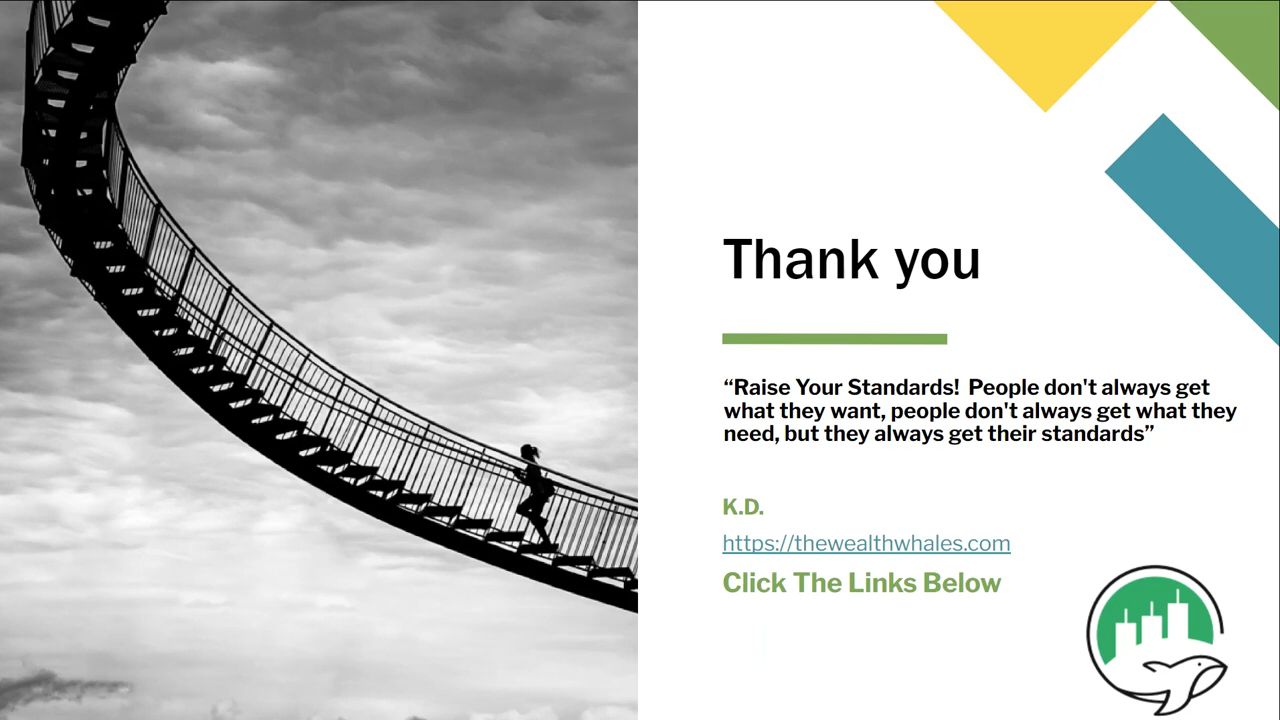 Thank you
“Raise Your Standards!  People don't always get
what they want, people don't always get what they
need, but they always get their standards”
K.D.
https://thewealthwhales.com
Click The Links Below